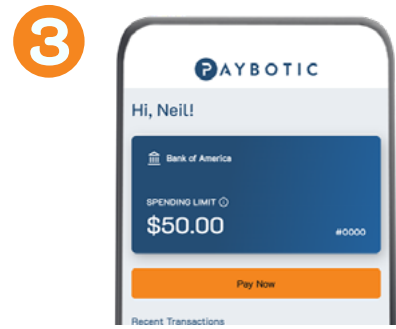 3
PAYBOTIC
Hi, Neil!
Bank of America
SPENDING LIMIT
$50.00
#0000
Pay Now
Recent Transactions